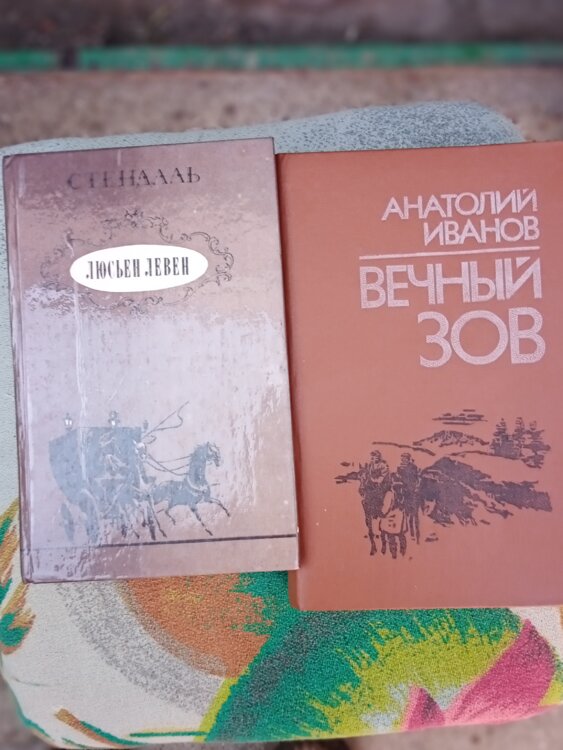 СТЕНДАЛЬ
ЛЮСЬЕН ЛЕВЕН
АНАТОЛИЙ
ИВАНОВ
ВЕЧНЫЙ
ЗОВ